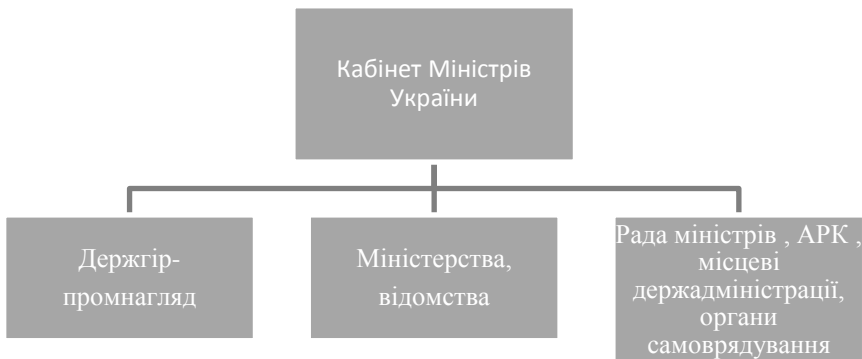 Кабінет Міністрів
України
Держгір-
промнагляд
Міністерства,
відомства
Рада міністрів , АРК ,
місцеві
держадміністрації,
органи
самоврядування